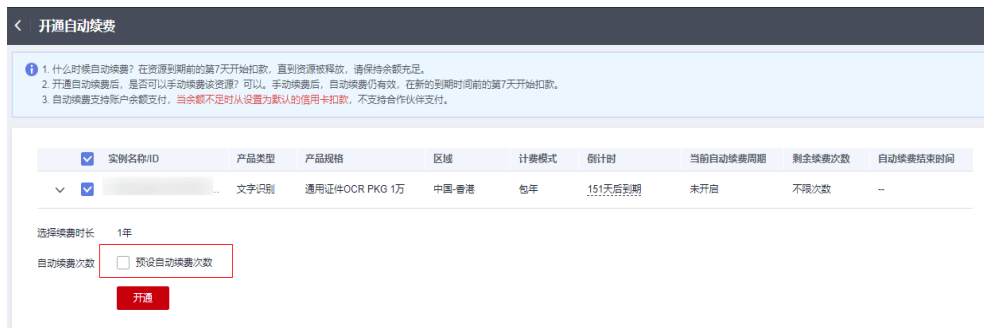 开通自动续费
1. 什么时候自动续费？在资源到期前的第7天开始扣款，直到资源被释放，请保持余额充足。
2. 开通自动续费后，是否可以手动续费该资源？可以。手动续费后，自动续费仍有效，在新的到期时间前的第7天开始扣款。
3. 自动续费支持账户余额支付，当余额不足时从设置为默认的信用卡扣款，不支持合作伙伴支付。
实例名称/ID 产品类型 产品规格 区域 计费模式 倒计时 当前自动续费周期 剩余续费次数 自动续费结束时间
... 文字识别 通用证件OCR PKG 1万 中国-香港 包年 151天后到期 未开启 不限次数 --
选择续费时长 1年
自动续费次数 预设自动续费次数
开通